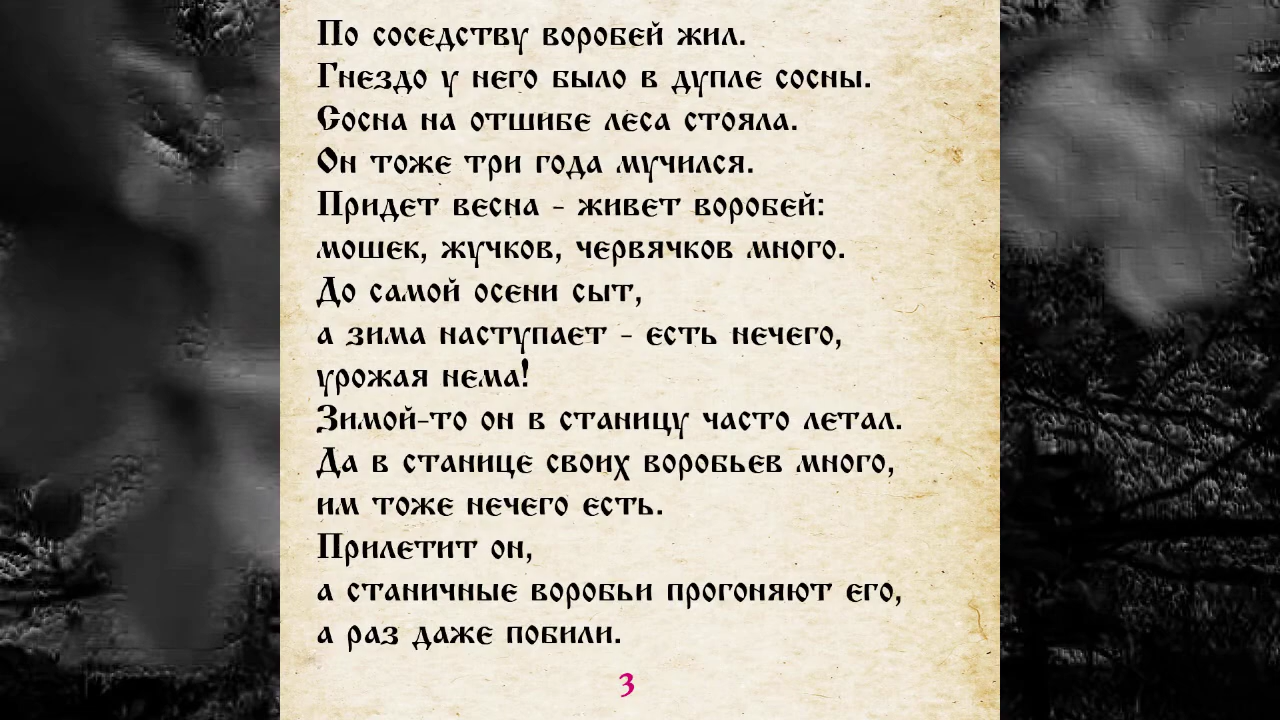 По соседству воробей жил.
Гнездо у него было в дупле сосны.
Сосна на отшибе леса стояла.
Он тоже три года мучился.
Придет весна - живет воробей:
мошек, жучков, червячков много.
До самой осени сыт,
а зима наступает - есть нечего,
урожая нема!
Зимой-то он в станицу часто летал.
Да в станице своих воробьев много,
им тоже нечего есть.
Прилетит он,
а станичные воробьи прогоняют его,
а раз даже побили.
3